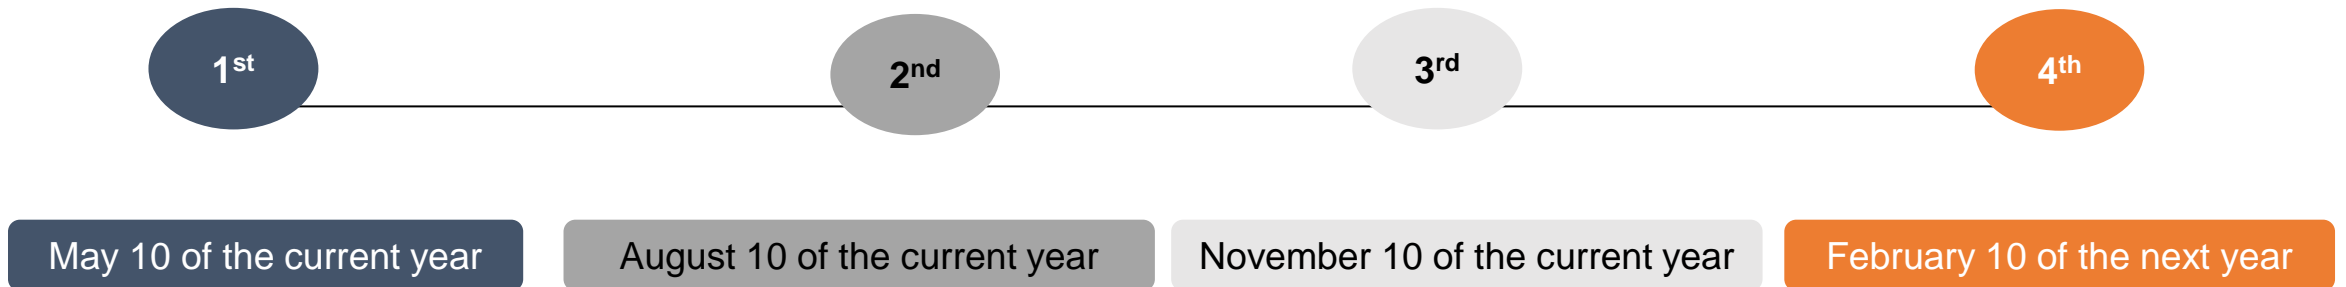 1st
2nd
3rd
4th
May 10 of the current year
August 10 of the current year
November 10 of the current year
February 10 of the next year